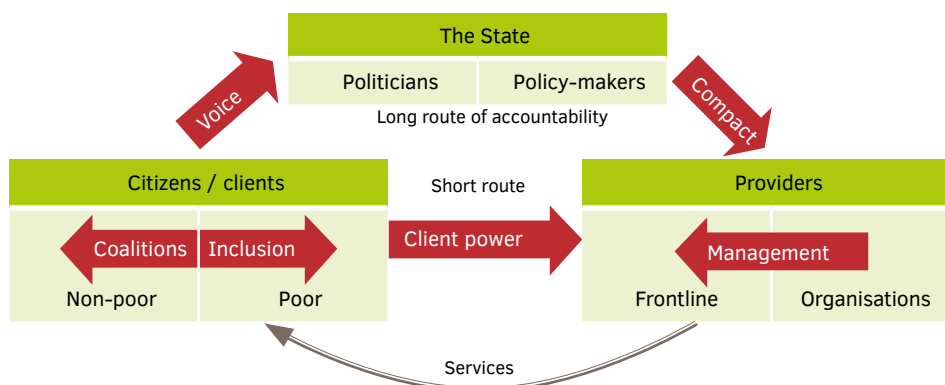 The State
Politicians
Policy-makers
Voice
Compact
Long route of accountability
Citizens / clients
Short route
Providers
Coalitions
Inclusion
Client power
Management
Non-poor
Poor
Frontline
Organisations
Services